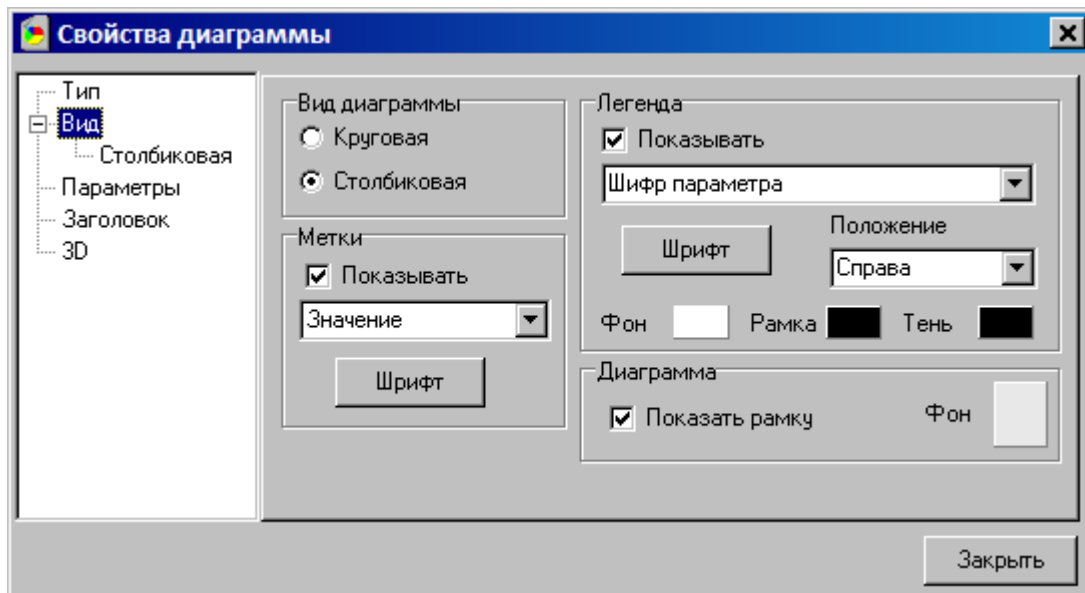 Свойства диаграммы
Тип
Вид
Столбиковая
Параметры
Заголовок
3D
Вид диаграммы
Круговая
Столбиковая
Метки
Показывать
Значение
Шрифт
Легенда
Показывать
Шифр параметра
Шрифт
Положение
Справа
Фон Рамка Тень
Диаграмма
Показать рамку Фон
Закрыть